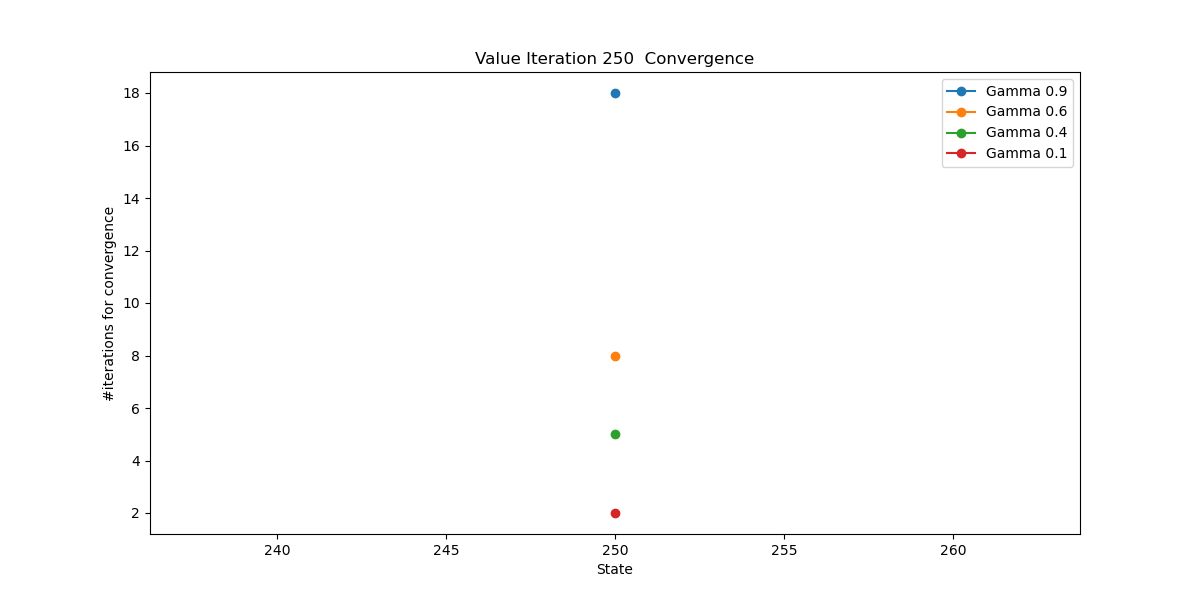 Value Iteration 250  Convergence
Gamma 0.9
Gamma 0.6
Gamma 0.4
Gamma 0.1
#iterations for convergence
18
16
14
12
10
8
6
4
2
240 245 250 255 260
State